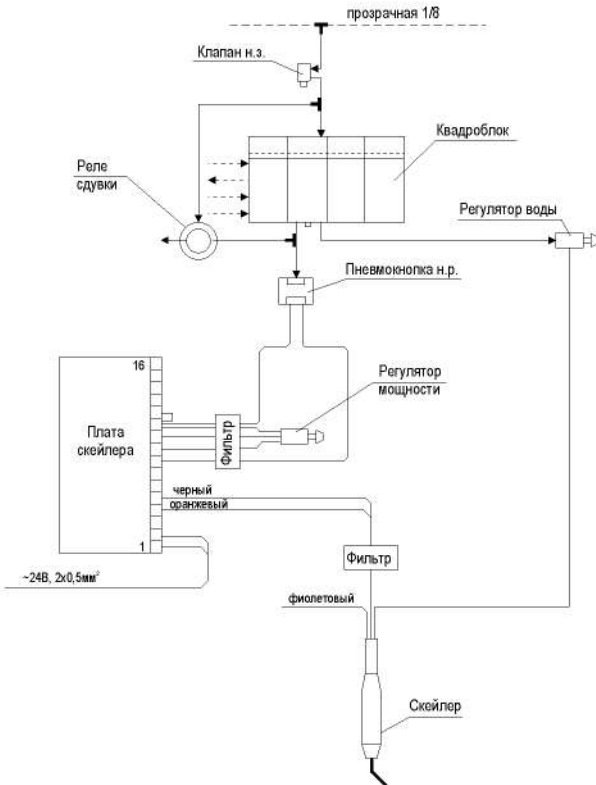 прозрачная 1/8
Клапан н.з.
Квадроблок
Реле
сдувки
Регулятор воды
Пневмокнопка н.р.
16
Регулятор
мощности
Плата
скейлера
Фильтр
черный
оранжевый
1
Фильтр
~24В, 2х0,5мм²
фиолетовый
Скейлер